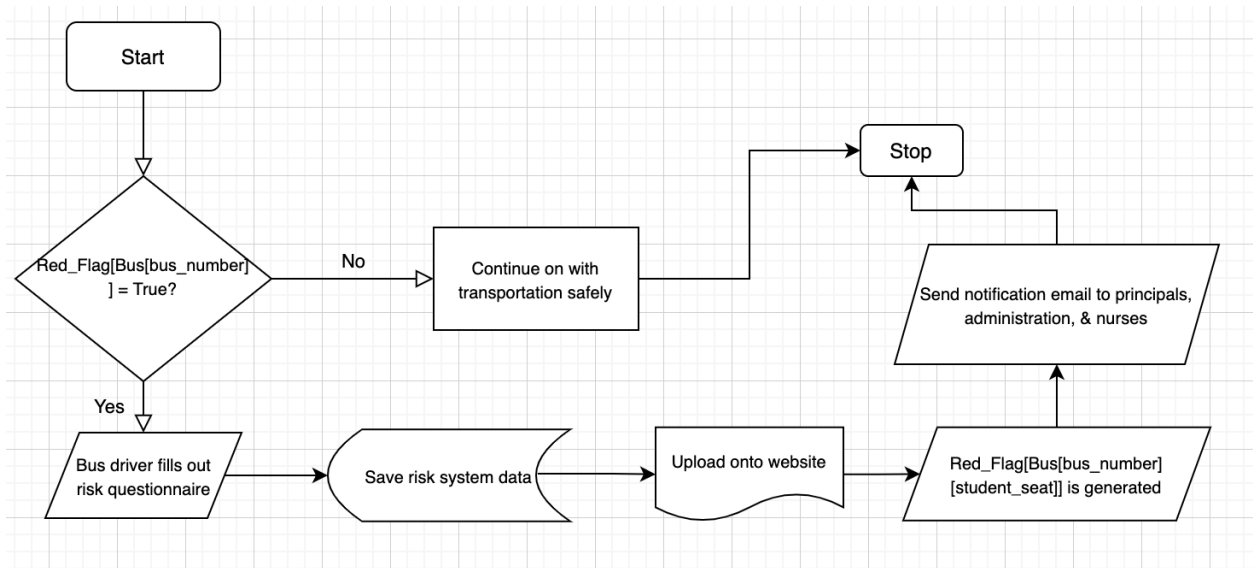 Start
Red_Flag[Bus[bus_number]
] = True?
No
Continue on with
transportation safely
Stop
Send notification email to principals,
administration, & nurses
Yes
Bus driver fills out
risk questionnaire
Save risk system data
Upload onto website
Red_Flag[Bus[bus_number]
[student_seat]] is generated